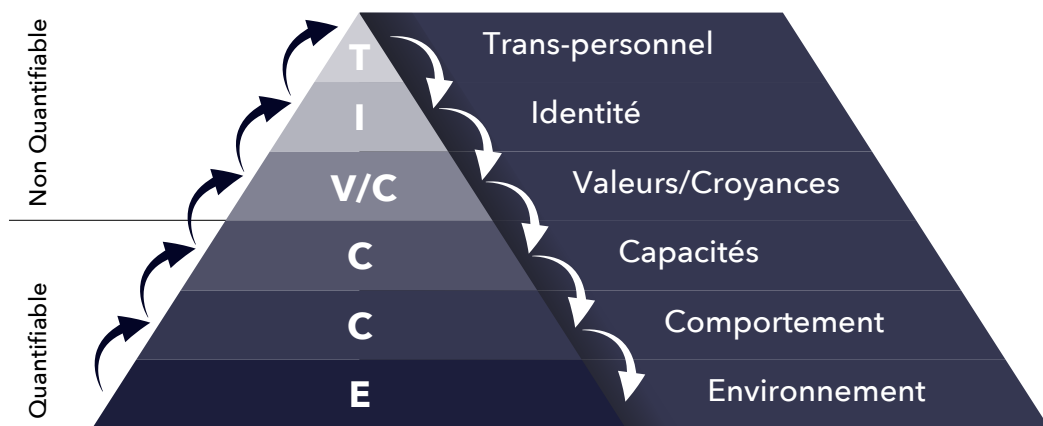 Non Quantifiable
Quantifiable
T
Trans-personnel
I
Identité
V/C
Valeurs/Croyances
C
Capacités
C
Comportement
E
Environnement